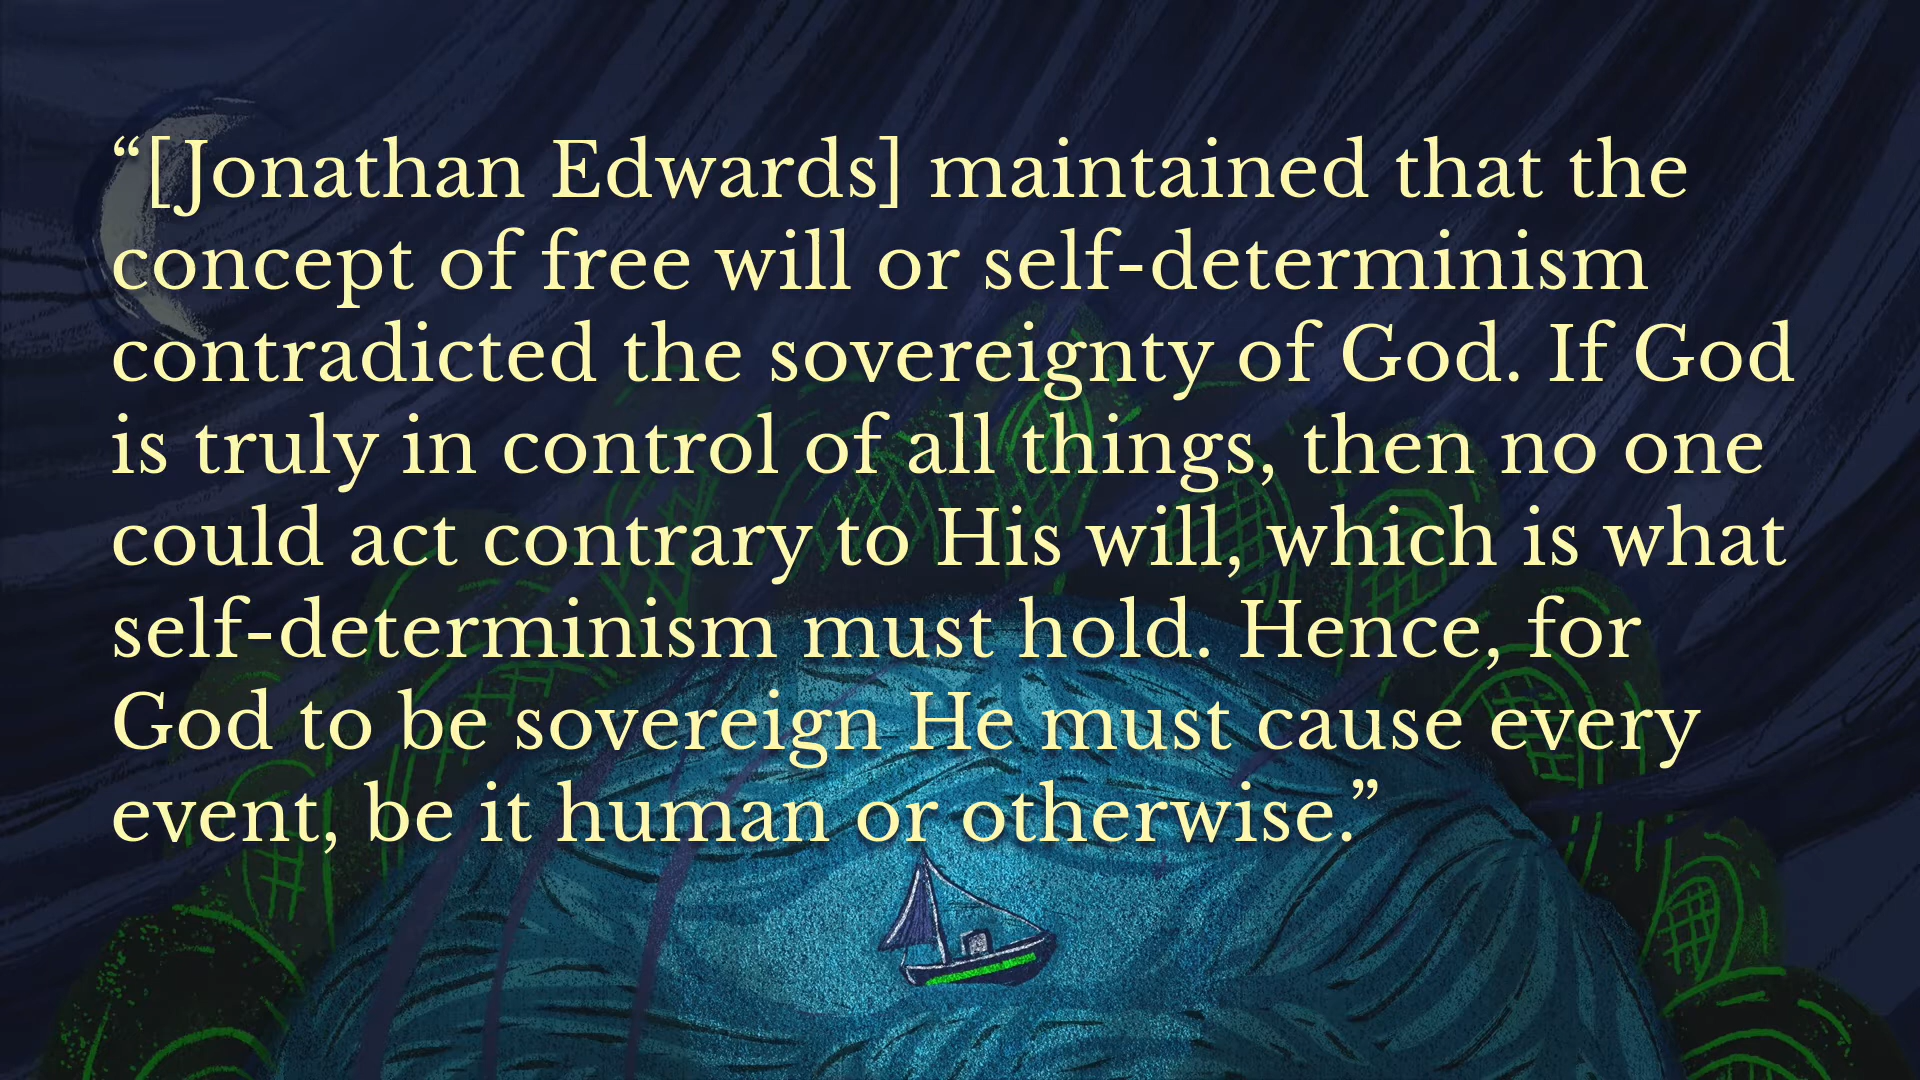 “[Jonathan Edwards] maintained that the
concept of free will or self-determinism
contradicted the sovereignty of God. If God
is truly in control of all things, then no one
could act contrary to His will, which is what
self-determinism must hold. Hence, for
God to be sovereign He must cause every
event, be it human or otherwise.”